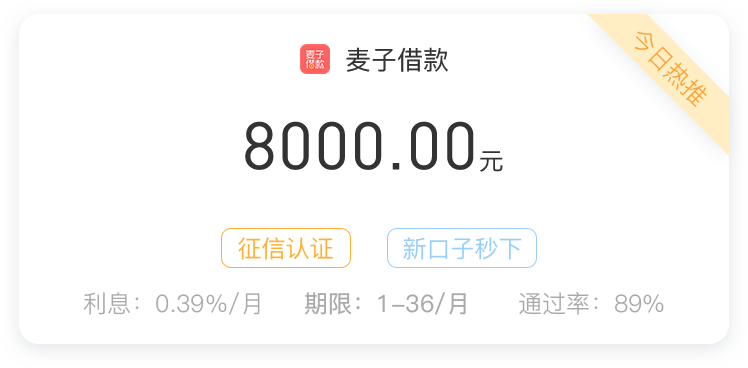 今日热推
麦子
借款
麦子借款
8000.00元
征信认证 新口子秒下
利息：0.39%/月 期限：1-36/月 通过率：89%